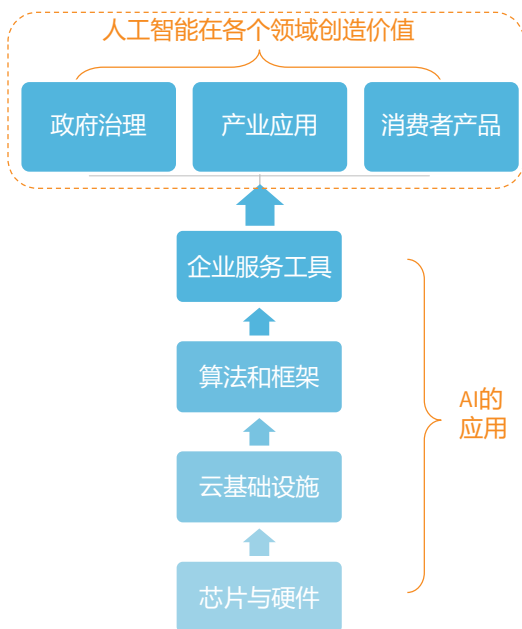 人工智能在各个领域创造价值
政府治理
产业应用
消费者产品
企业服务工具
算法和框架
AI的
应用
云基础设施
芯片与硬件